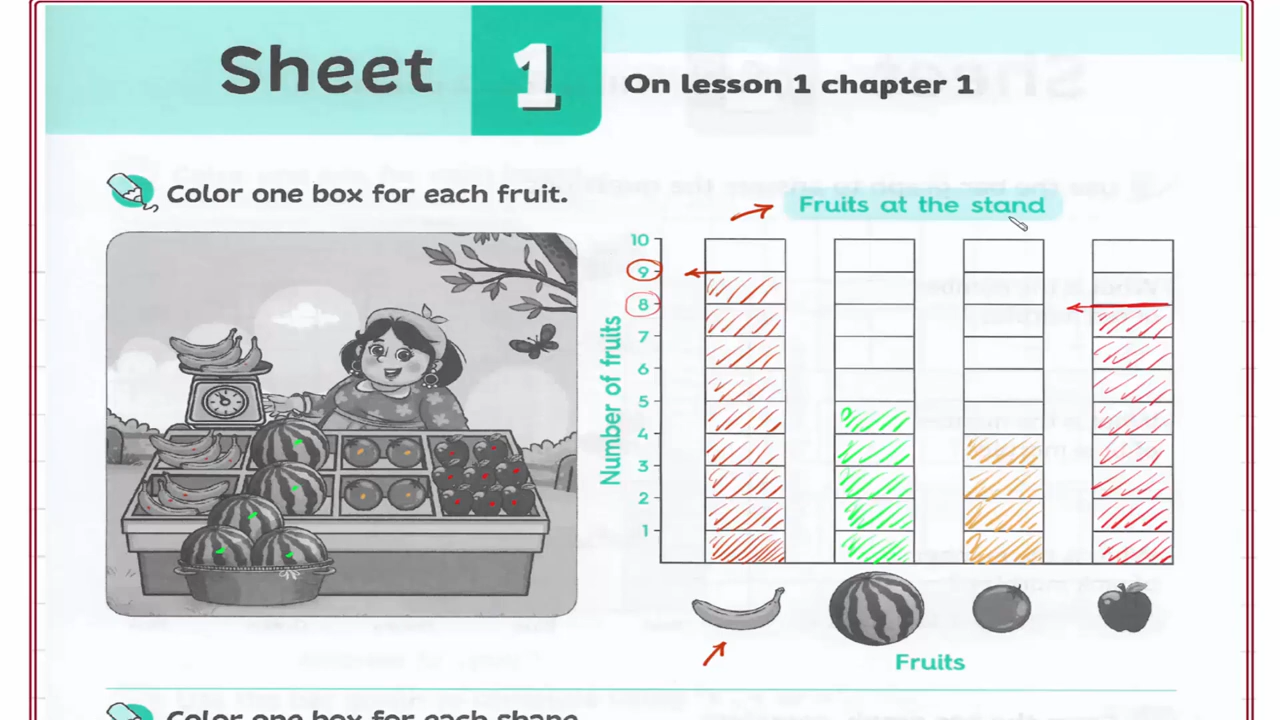 Sheet 1
On lesson 1 chapter 1
Color one box for each fruit.
Fruits at the stand
Number of fruits
10
9
8
7
6
5
4
3
2
1
Fruits
Color one box for each shape.